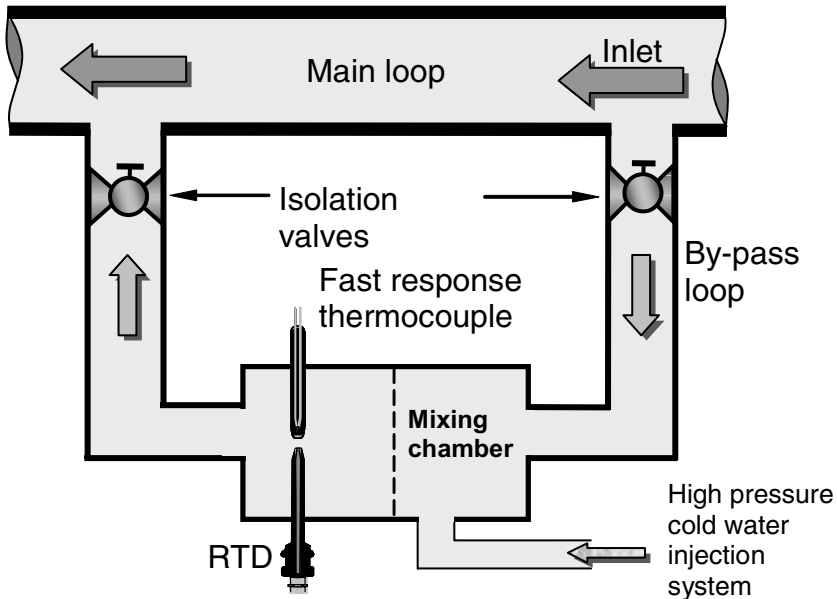 Inlet
Main loop
Isolation
valves
By-pass
loop
Fast response
thermocouple
Mixing
chamber
High pressure
cold water
injection
system
RTD